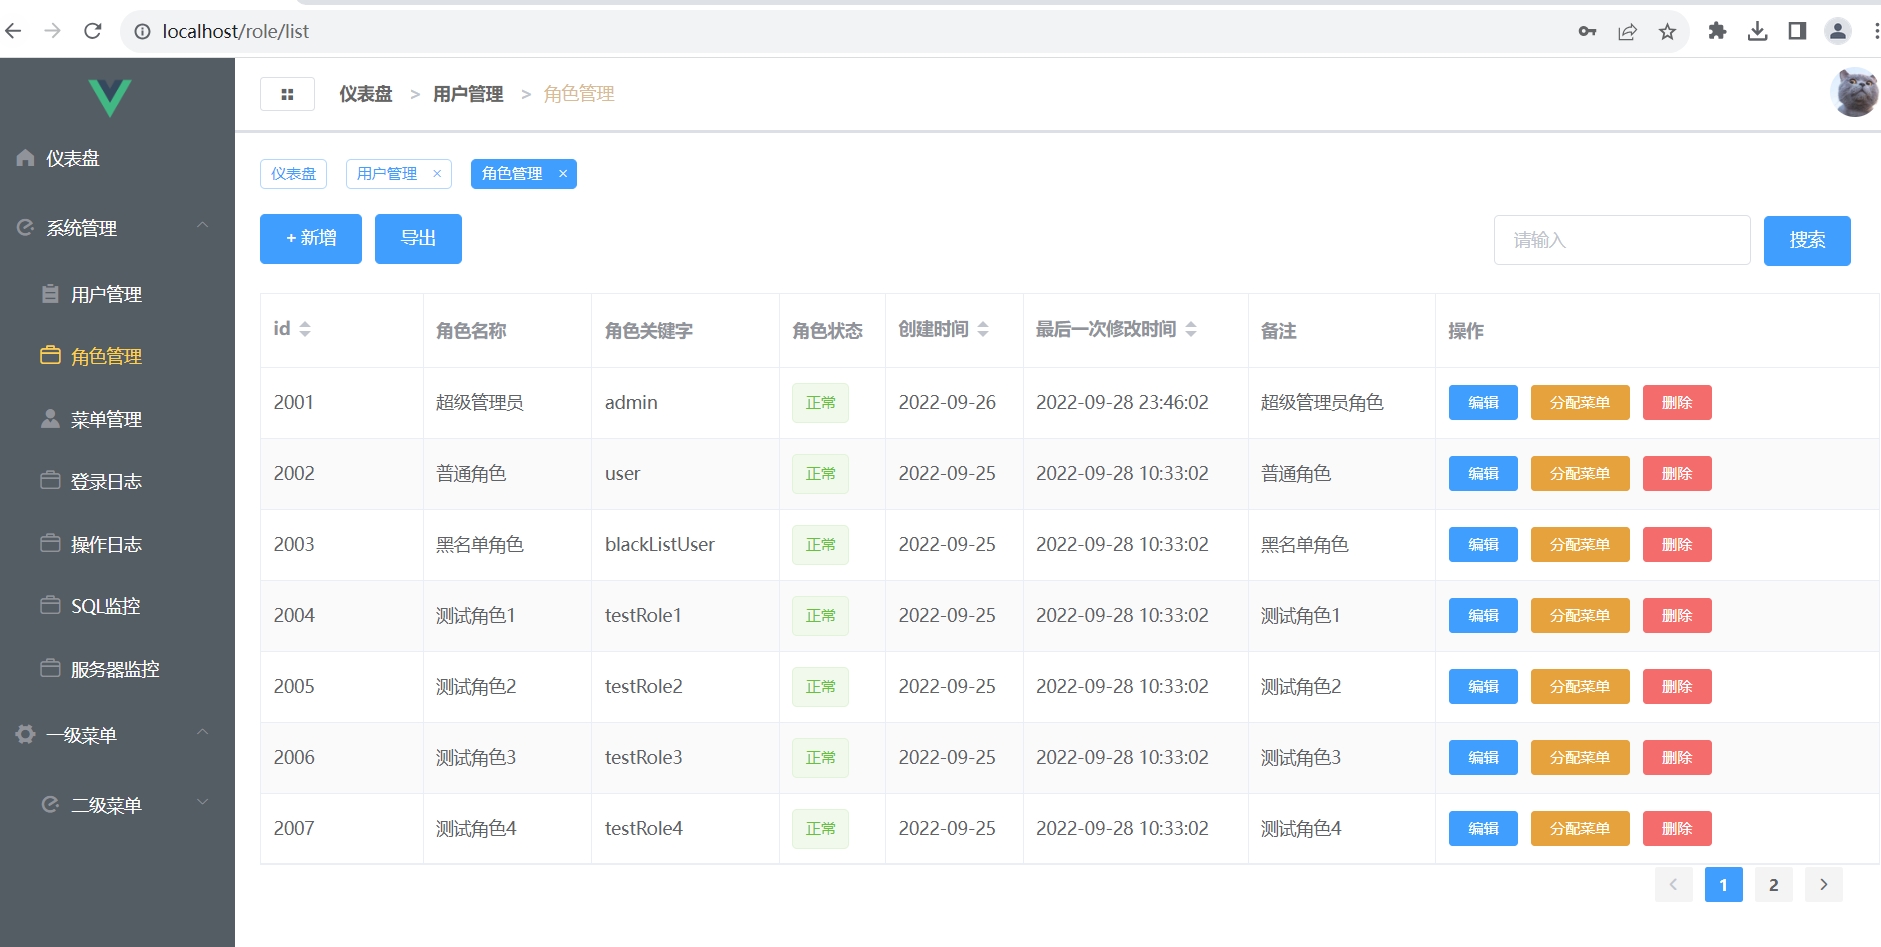 localhost/role/list
仪表盘 > 用户管理 > 角色管理
仪表盘
系统管理
用户管理
角色管理
菜单管理
登录日志
操作日志
SQL监控
服务器监控
一级菜单
二级菜单
仪表盘 用户管理 × 角色管理 ×
+ 新增 导出 请输入 搜索
id 角色名称 角色关键字 角色状态 创建时间 最后一次修改时间 备注 操作
2001 超级管理员 admin 正常 2022-09-26 2022-09-28 23:46:02 超级管理员角色 编辑 分配菜单 删除
2002 普通角色 user 正常 2022-09-25 2022-09-28 10:33:02 普通角色 编辑 分配菜单 删除
2003 黑名单角色 blackListUser 正常 2022-09-25 2022-09-28 10:33:02 黑名单角色 编辑 分配菜单 删除
2004 测试角色1 testRole1 正常 2022-09-25 2022-09-28 10:33:02 测试角色1 编辑 分配菜单 删除
2005 测试角色2 testRole2 正常 2022-09-25 2022-09-28 10:33:02 测试角色2 编辑 分配菜单 删除
2006 测试角色3 testRole3 正常 2022-09-25 2022-09-28 10:33:02 测试角色3 编辑 分配菜单 删除
2007 测试角色4 testRole4 正常 2022-09-25 2022-09-28 10:33:02 测试角色4 编辑 分配菜单 删除
1 2